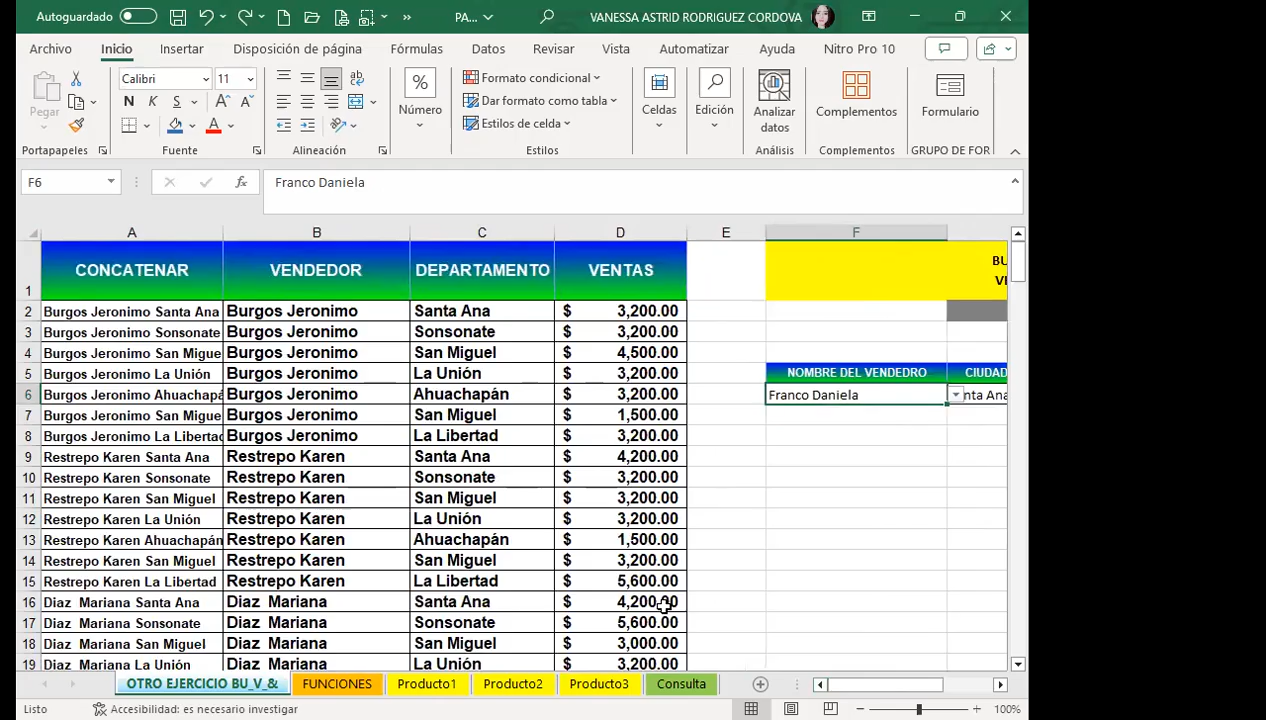 Autoguardado PA... VANESSA ASTRID RODRIGUEZ CORDOVA
Archivo Inicio Insertar Disposición de página Fórmulas Datos Revisar Vista Automatizar Ayuda Nitro Pro 10
Pegar Calibri 11 Número Formato condicional Celdas Edición Analizar datos Complementos Formulario
N K S A A Dar formato como tabla
A Estilos de celda
Portapapeles Fuente Alineación Estilos Análisis Complementos GRUPO DE FOR
F6 fx Franco Daniela
A B C D E F
1 CONCATENAR VENDEDOR DEPARTAMENTO VENTAS BU
VE
2 Burgos Jeronimo Santa Ana Burgos Jeronimo Santa Ana $ 3,200.00
3 Burgos Jeronimo Sonsonate Burgos Jeronimo Sonsonate $ 3,200.00
4 Burgos Jeronimo San Migue Burgos Jeronimo San Miguel $ 4,500.00
5 Burgos Jeronimo La Unión Burgos Jeronimo La Unión $ 3,200.00 NOMBRE DEL VENDEDRO CIUDAD
6 Burgos Jeronimo Ahuachapá Burgos Jeronimo Ahuachapán $ 3,200.00 Franco Daniela nta Ana
7 Burgos Jeronimo San Migue Burgos Jeronimo San Miguel $ 1,500.00
8 Burgos Jeronimo La Libertad Burgos Jeronimo La Libertad $ 3,200.00
9 Restrepo Karen Santa Ana Restrepo Karen Santa Ana $ 4,200.00
10 Restrepo Karen Sonsonate Restrepo Karen Sonsonate $ 3,200.00
11 Restrepo Karen San Miguel Restrepo Karen San Miguel $ 3,200.00
12 Restrepo Karen La Unión Restrepo Karen La Unión $ 3,200.00
13 Restrepo Karen Ahuachapán Restrepo Karen Ahuachapán $ 1,500.00
14 Restrepo Karen San Miguel Restrepo Karen San Miguel $ 3,200.00
15 Restrepo Karen La Libertad Restrepo Karen La Libertad $ 5,600.00
16 Diaz Mariana Santa Ana Diaz Mariana Santa Ana $ 4,200.00
17 Diaz Mariana Sonsonate Diaz Mariana Sonsonate $ 5,600.00
18 Diaz Mariana San Miguel Diaz Mariana San Miguel $ 3,000.00
19 Diaz Mariana La Unión Diaz Mariana La Unión $ 3,200.00
OTRO EJERCICIO BU_V_& FUNCIONES Producto1 Producto2 Producto3 Consulta
Listo Accesibilidad: es necesario investigar 100%